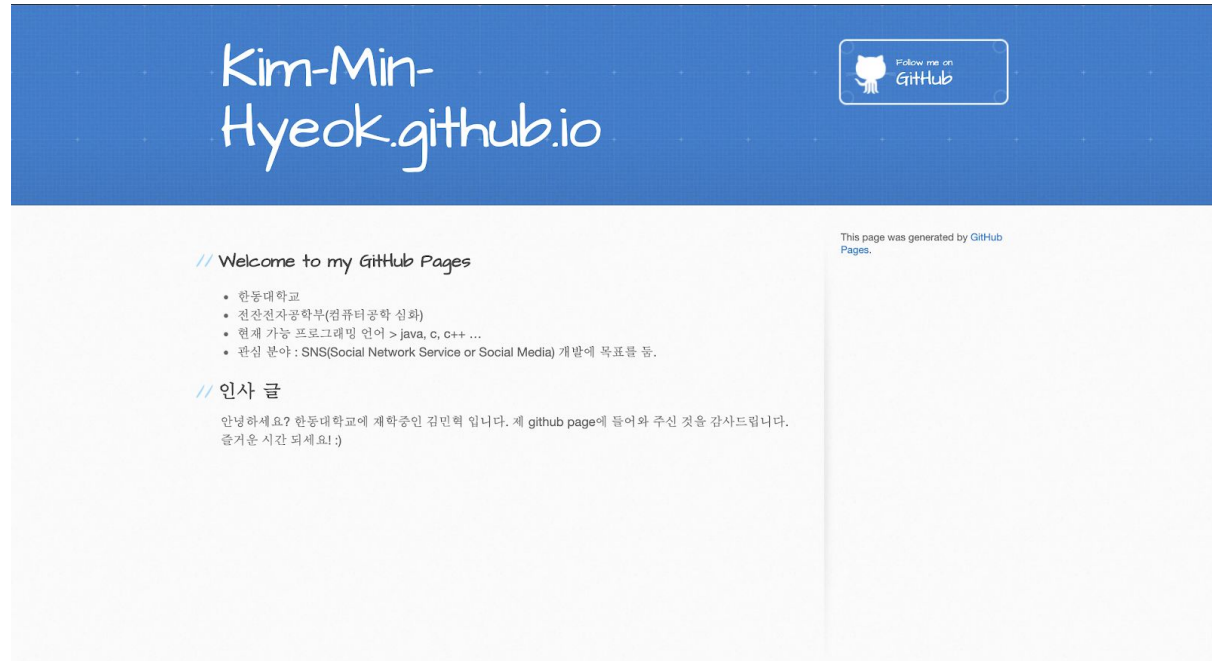 Kim-Min-
Hyeok.github.io
Follow me on
GitHub
This page was generated by GitHub
Pages.
// Welcome to my GitHub Pages
• 한동대학교
• 전잔전자공학부(컴퓨터공학 심화)
• 현재 가능 프로그래밍 언어 > java, c, c++ …
• 관심 분야 : SNS(Social Network Service or Social Media) 개발에 목표를 둠.
// 인사 글
안녕하세요? 한동대학교에 재학중인 김민혁 입니다. 제 github page에 들어와 주신 것을 감사드립니다.
즐거운 시간 되세요! :)